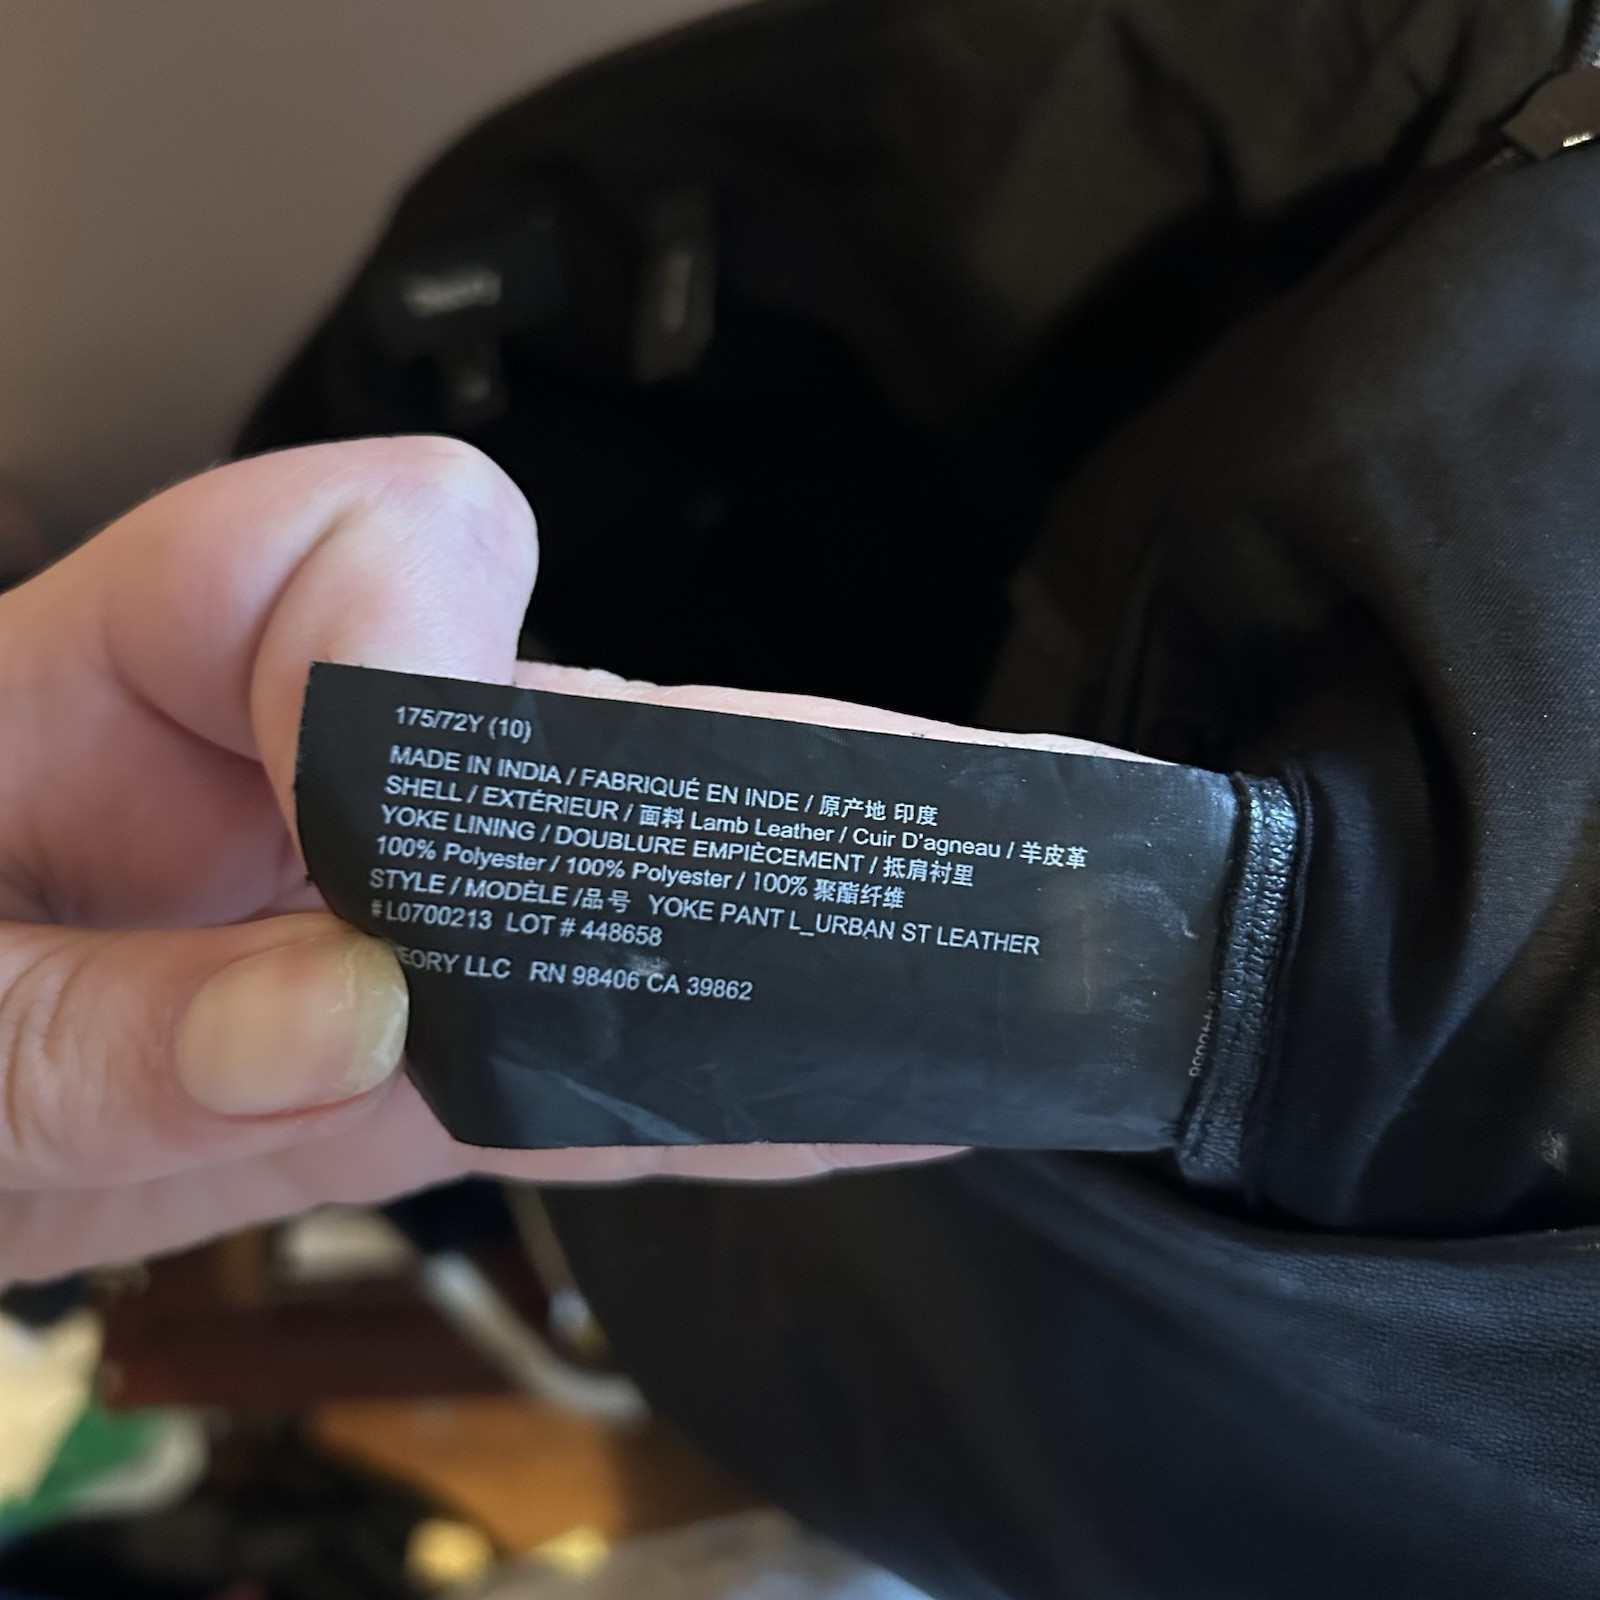 175/72Y (10)
MADE IN INDIA / FABRIQUÉ EN INDE / 原产地 印度
SHELL / EXTÉRIEUR / 面料 Lamb Leather / Cuir D'agneau / 羊皮革
YOKE LINING / DOUBLURE EMPIÈCEMENT / 抵肩衬里
100% Polyester / 100% Polyester / 100% 聚酯纤维
STYLE / MODÈLE /品号 YOKE PANT L_URBAN ST LEATHER
#L0700213 LOT # 448658
EORY LLC RN 98406 CA 39862